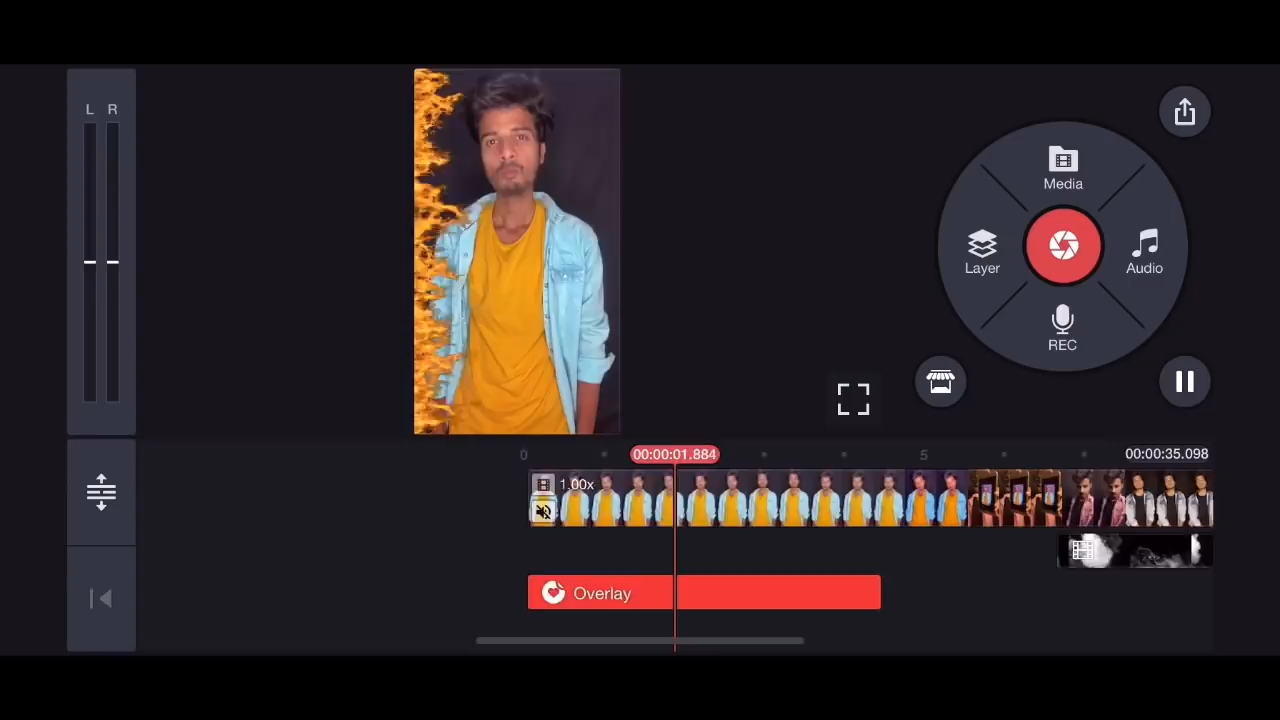 L R
Media
Layer
Audio
REC
0
00:00:01.884
5
00:00:35.098
1.00x
Overlay